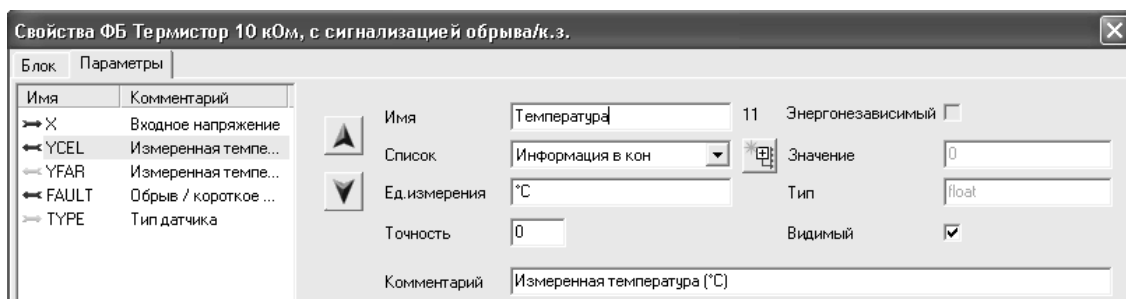 Свойства ФБ Термистор 10 кОм, с сигнализацией обрыва/к.з.
Блок Параметры
Имя Комментарий
X Входное напряжение
YCEL Измеренная темпе...
YFAR Измеренная темпе...
FAULT Обрыв / короткое ...
TYPE Тип датчика
Имя Температура 11 Энергонезависимый
Список Информация в кон Значение 0
Ед.измерения °C Тип float
Точность 0 Видимый
Комментарий Измеренная температура (°C)